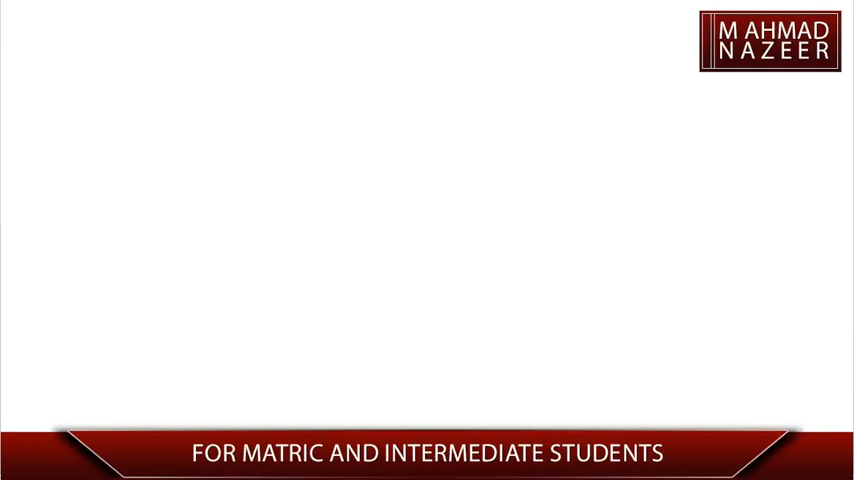 M AHMAD
NAZEER
FOR MATRIC AND INTERMEDIATE STUDENTS